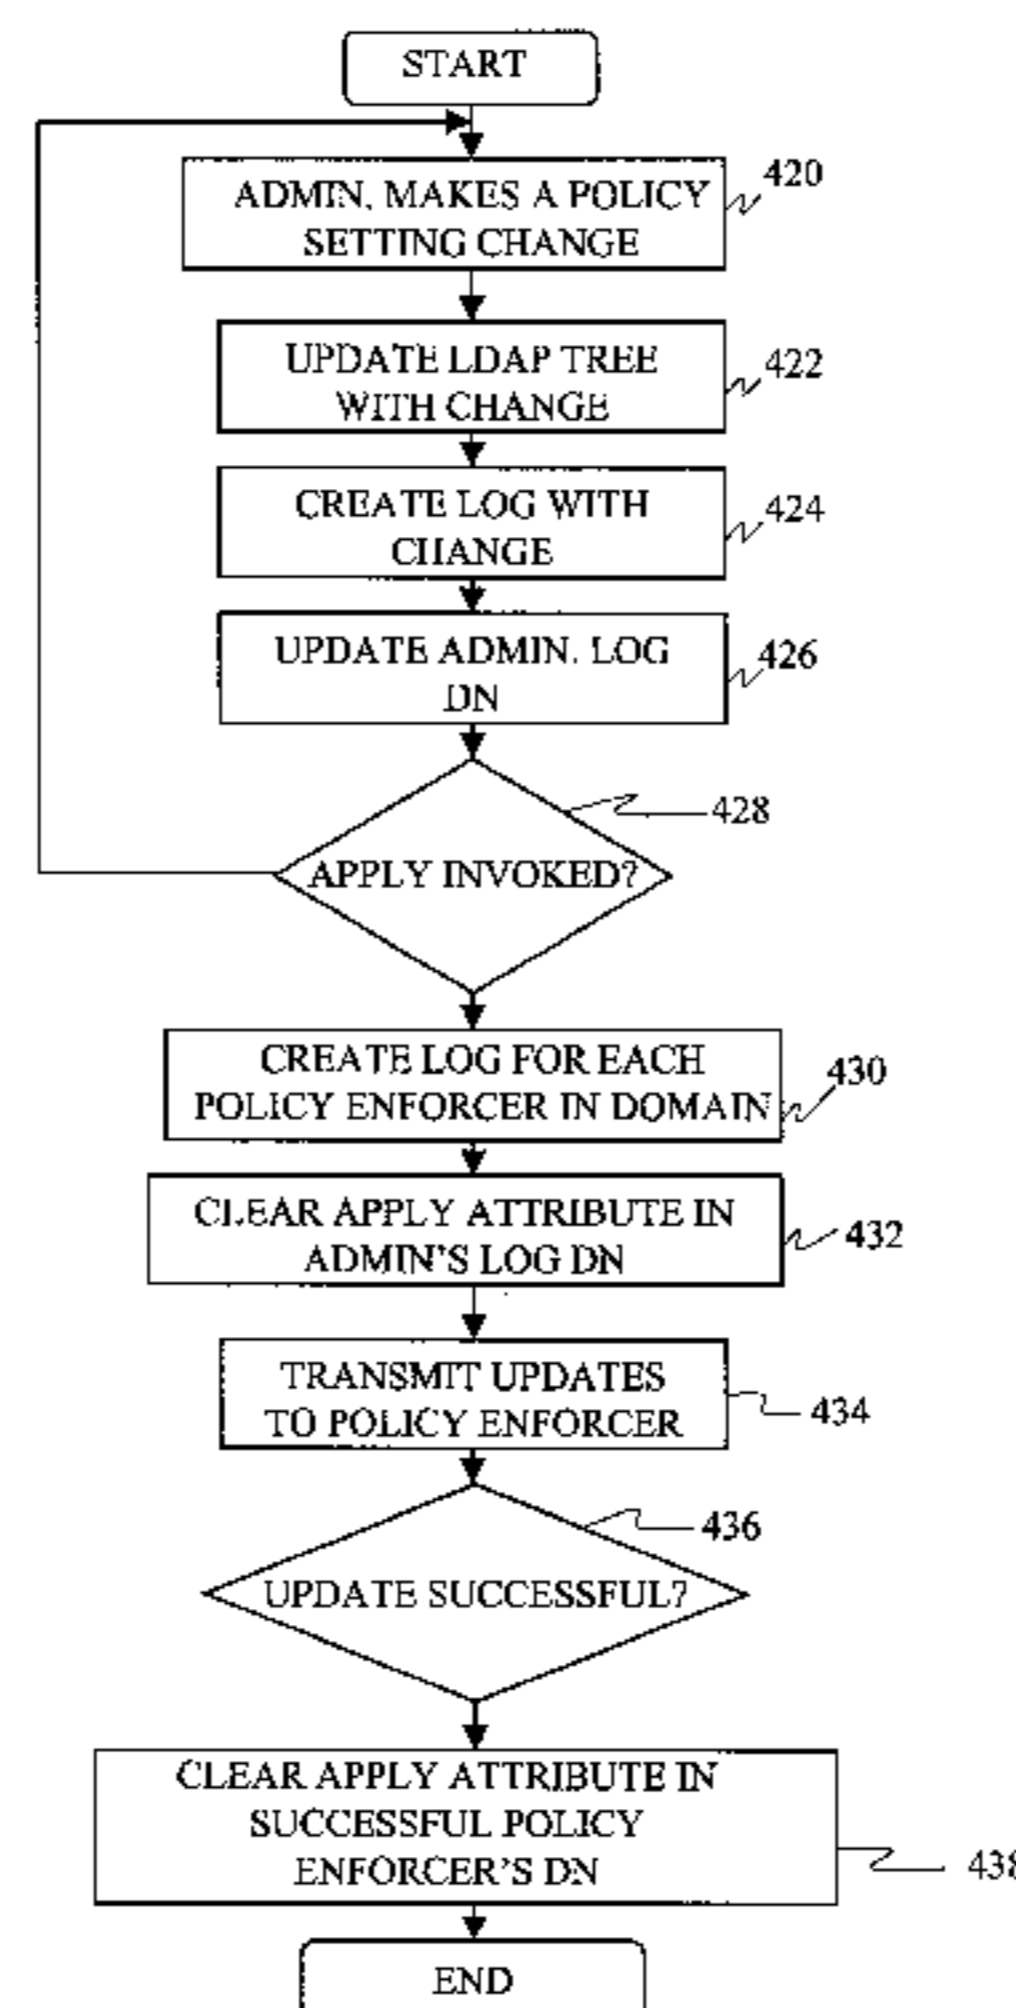 START
ADMIN. MAKES A POLICY
SETTING CHANGE
420
UPDATE LDAP TREE
WITH CHANGE
422
CREATE LOG WITH
CHANGE
424
UPDATE ADMIN. LOG
DN
426
428
APPLY INVOKED?
CREATE LOG FOR EACH
POLICY ENFORCER IN DOMAIN
430
CLEAR APPLY ATTRIBUTE IN
ADMIN'S LOG DN
432
TRANSMIT UPDATES
TO POLICY ENFORCER
434
436
UPDATE SUCCESSFUL?
CLEAR APPLY ATTRIBUTE IN
SUCCESSFUL POLICY
ENFORCER'S DN
438
END